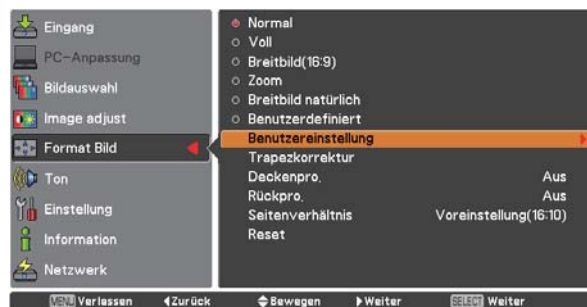 Eingang
PC-Anpassung
Bildauswahl
Image adjust
Format Bild
Ton
Einstellung
Information
Netzwerk
Normal
Voll
Breitbild(16:9)
Zoom
Breitbild natürlich
Benutzerdefiniert
Benutzereinstellung
Trapezkorrektur
Deckenpro. Aus
Rückpro. Aus
Seitenverhältnis Voreinstellung(16:10)
Reset
MENU Verlassen Zurück Bewegen Weiter SELECT Weiter